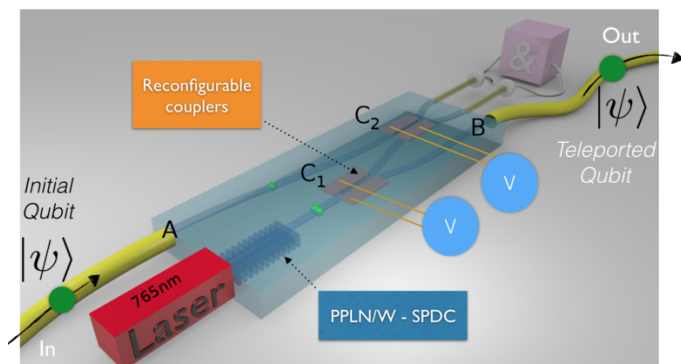 Out
&
|ψ⟩
Teleported
Qubit
Reconfigurable
couplers
C₂
B
C₁
V
V
Initial
Qubit
|ψ⟩
A
765nm
Laser
PPLN/W - SPDC
In